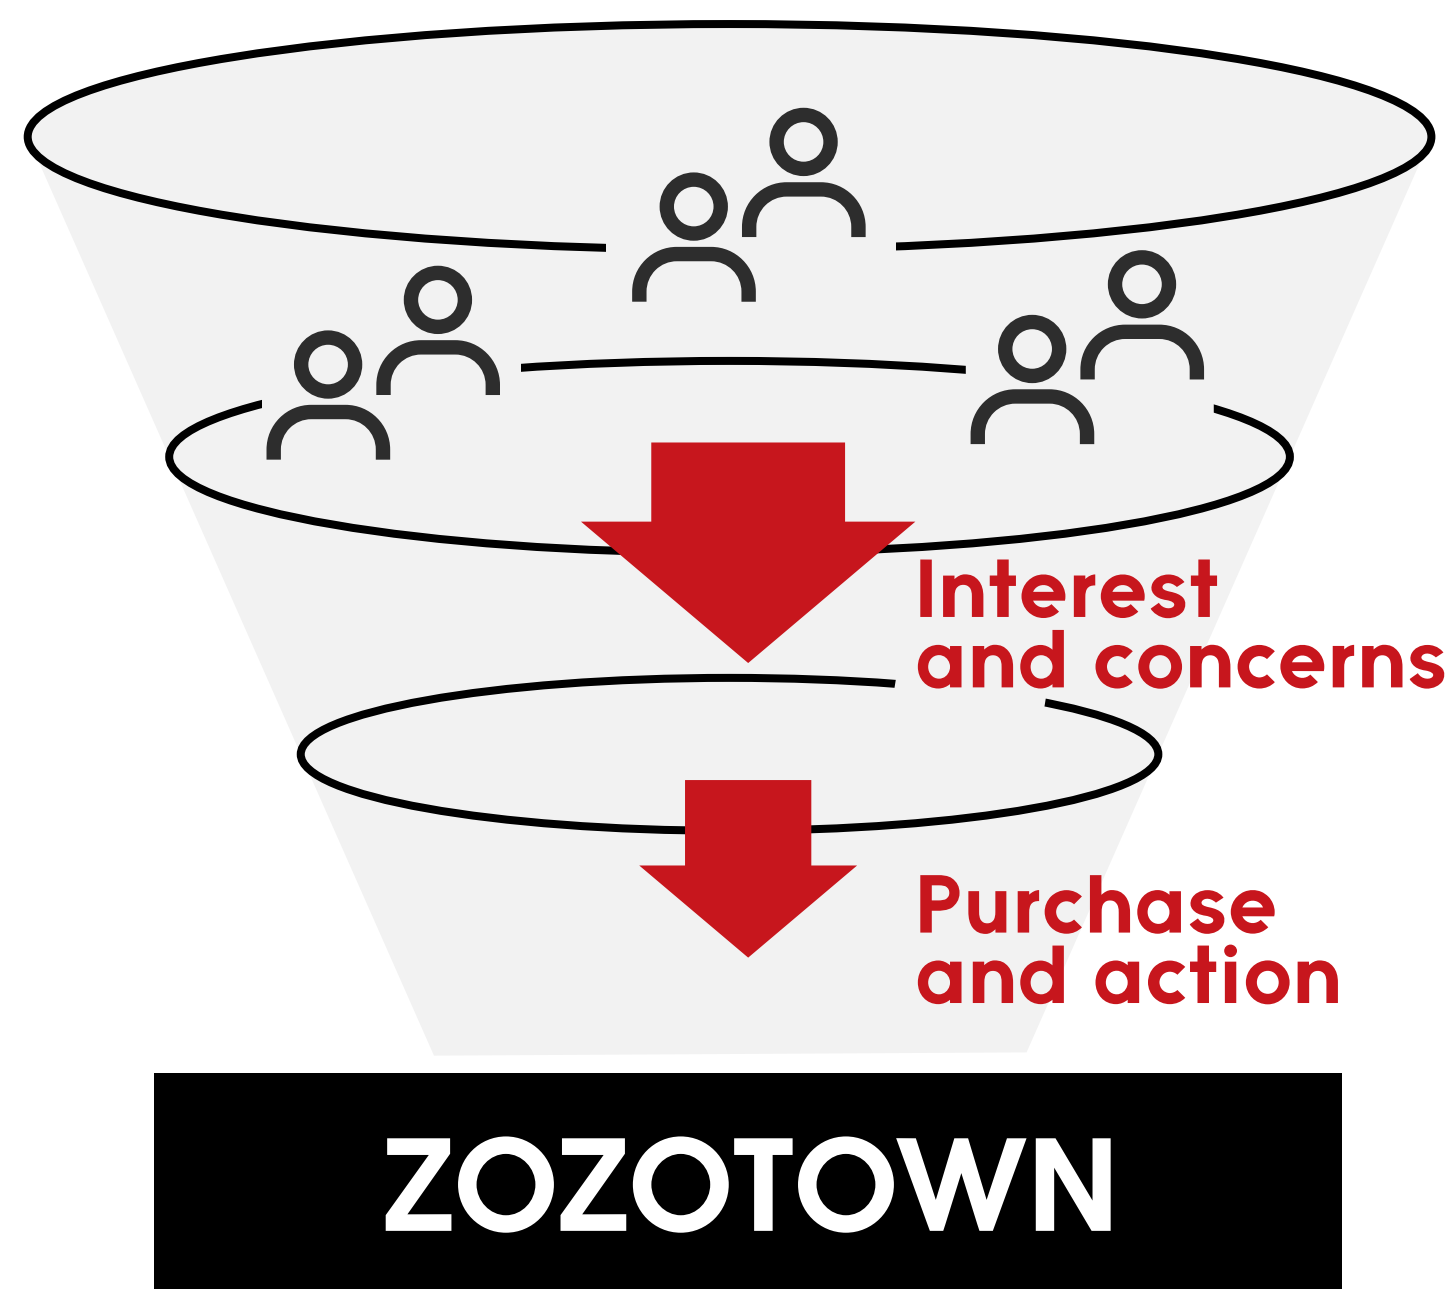 Interest
and concerns
Purchase
and action
ZOZOTOWN